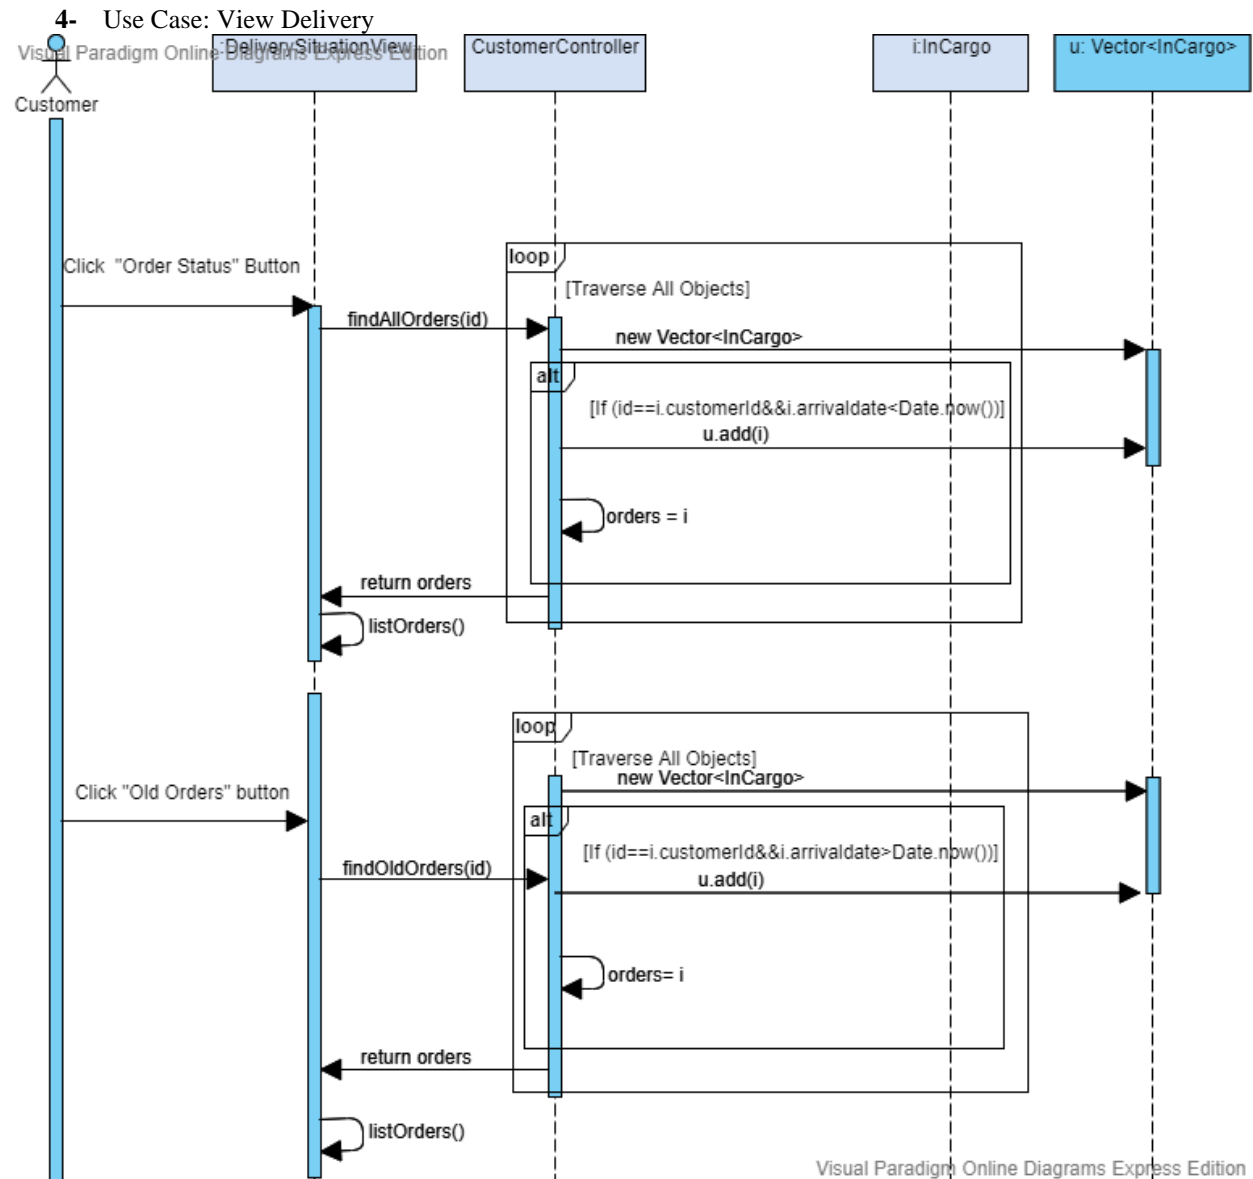 4- Use Case: View Delivery
Visual Paradigm Online Diagrams Express Edition
:DeliverySituationView
CustomerController
i:InCargo
u: Vector<InCargo>
Customer
loop
Click "Order Status" Button
[Traverse All Objects]
findAllOrders(id)
new Vector<InCargo>
alt
[If (id==i.customerId&&i.arrivaldate<Date.now())]
u.add(i)
orders = i
return orders
listOrders()
loop
[Traverse All Objects]
new Vector<InCargo>
Click "Old Orders" button
alt
[If (id==i.customerId&&i.arrivaldate>Date.now())]
findOldOrders(id)
u.add(i)
orders= i
return orders
listOrders()
Visual Paradigm Online Diagrams Express Edition